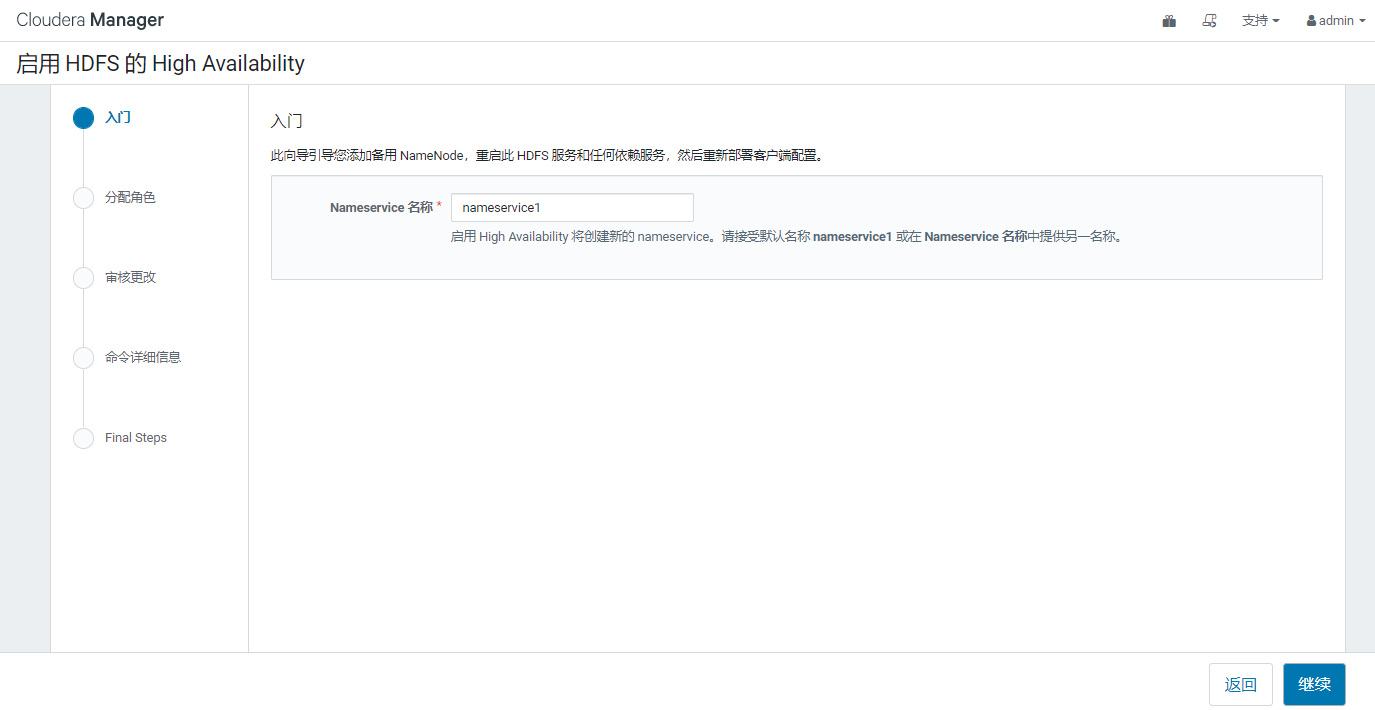 Cloudera Manager
支持
admin
启用 HDFS 的 High Availability
入门
分配角色
审核更改
命令详细信息
Final Steps
入门
此向导引导您添加备用 NameNode，重启此 HDFS 服务和任何依赖服务，然后重新部署客户端配置。
Nameservice 名称 * nameservice1
启用 High Availability 将创建新的 nameservice。请接受默认名称 nameservice1 或在 Nameservice 名称中提供另一名称。
返回
继续